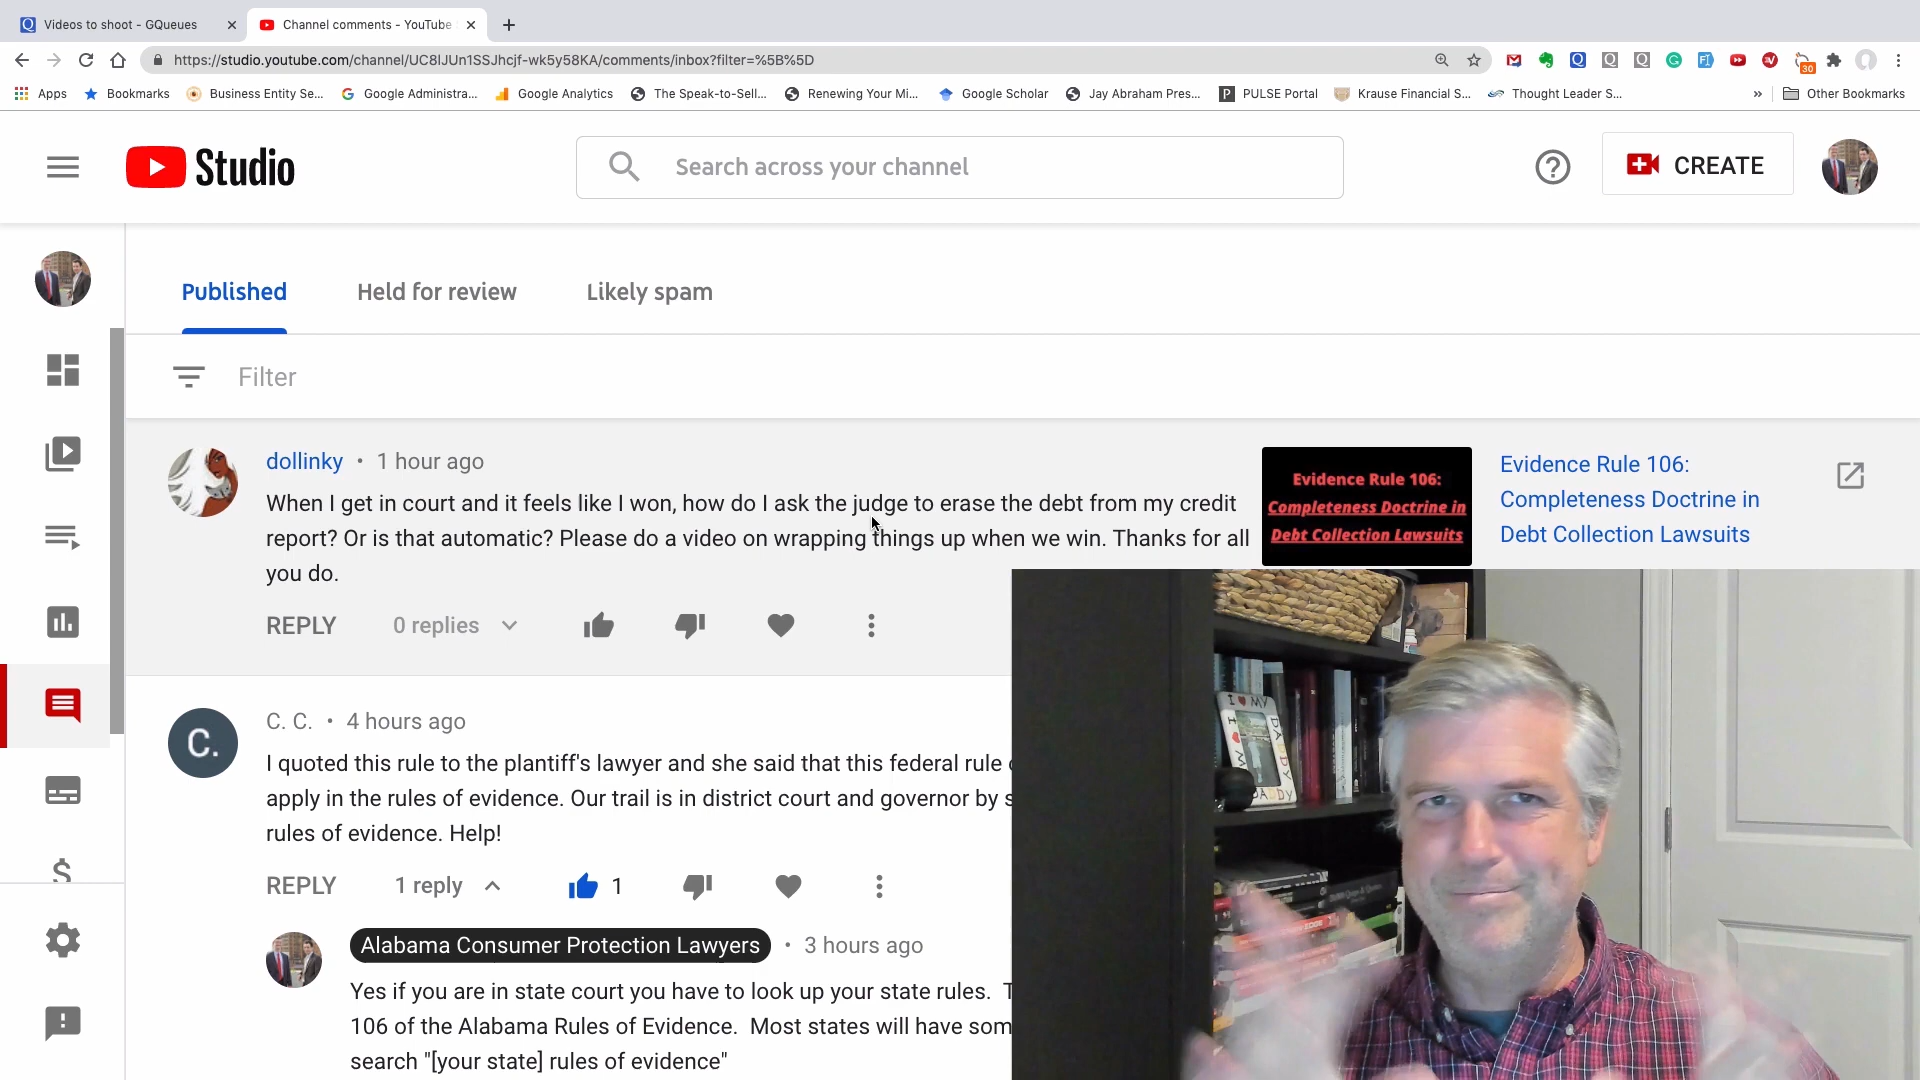 Videos to shoot - GQueues
Channel comments - YouTube
https://studio.youtube.com/channel/UC8IJUn1SSJhcjf-wk5y58KA/comments/inbox?filter=%5B%5D
30
Apps
Bookmarks
Business Entity Se...
Google Administra...
Google Analytics
The Speak-to-Sell...
Renewing Your Mi...
Google Scholar
Jay Abraham Pres...
PULSE Portal
Krause Financial S...
Thought Leader S...
Other Bookmarks
Studio
Search across your channel
CREATE
Published
Held for review
Likely spam
Filter
dollinky • 1 hour ago
When I get in court and it feels like I won, how do I ask the judge to erase the debt from my credit
report? Or is that automatic? Please do a video on wrapping things up when we win. Thanks for all
you do.
Evidence Rule 106:
Completeness Doctrine in
Debt Collection Lawsuits
Evidence Rule 106:
Completeness Doctrine in
Debt Collection Lawsuits
REPLY
0 replies
C.
C. C. • 4 hours ago
I quoted this rule to the plantiff's lawyer and she said that this federal rule
apply in the rules of evidence. Our trail is in district court and governor by s
rules of evidence. Help!
REPLY
1 reply
1
Alabama Consumer Protection Lawyers • 3 hours ago
Yes if you are in state court you have to look up your state rules. T
106 of the Alabama Rules of Evidence. Most states will have som
search "[your state] rules of evidence"
I ♥ MY
DADDY
I ♥ M
DADDY